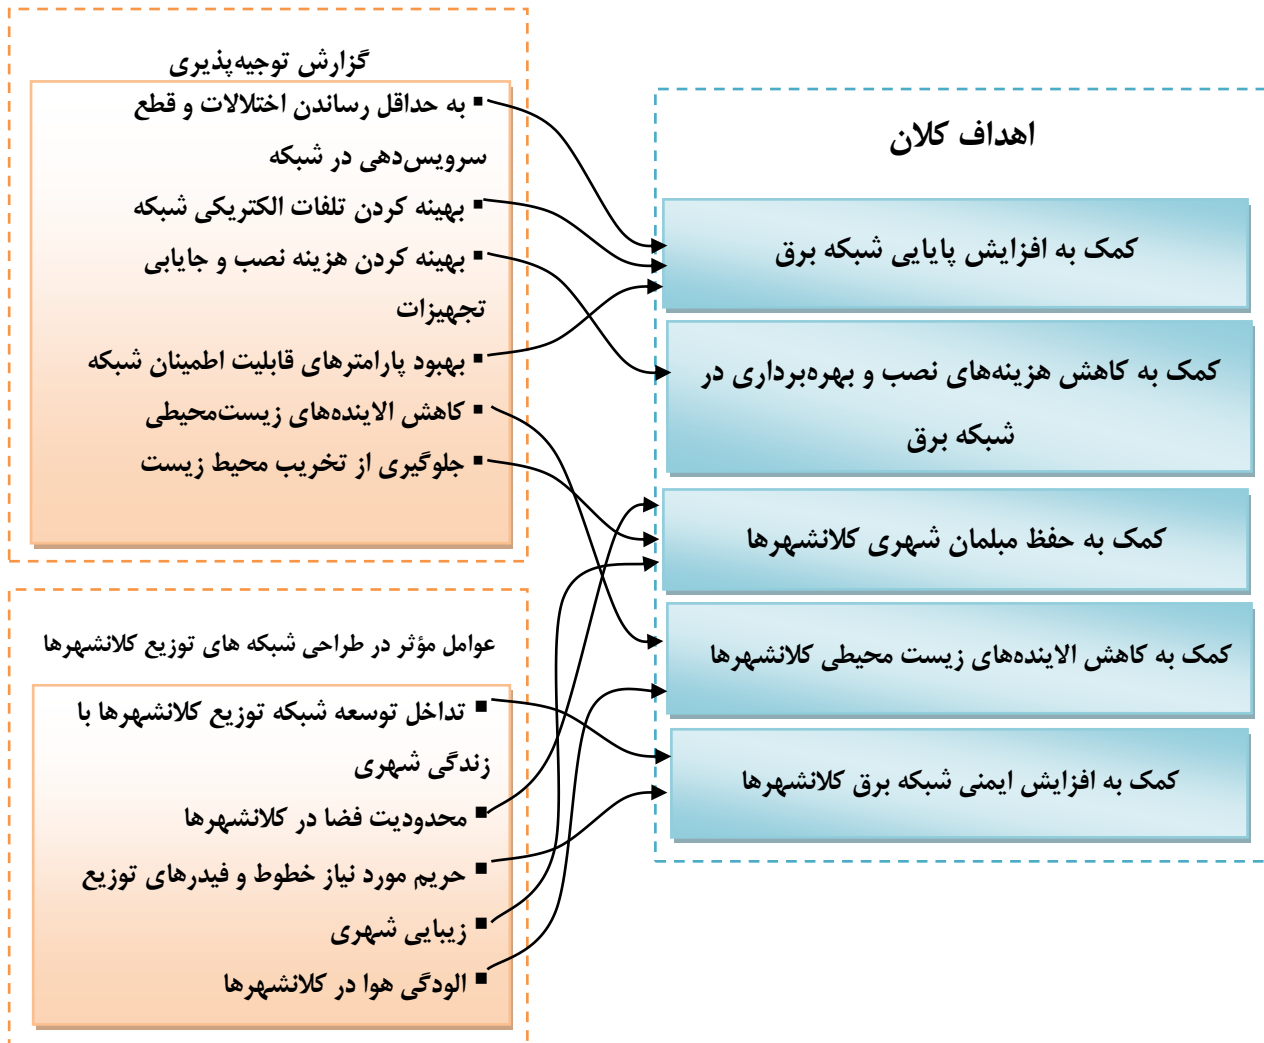 گزارش توجیه‌پذیری
▪ به حداقل رساندن اختلالات و قطع
سرویس‌دهی در شبکه
▪ بهینه کردن تلفات الکتریکی شبکه
▪ بهینه کردن هزینه نصب و جایابی
تجهیزات
▪ بهبود پارامترهای قابلیت اطمینان شبکه
▪ کاهش الاینده‌های زیست‌محیطی
▪ جلوگیری از تخریب محیط زیست
عوامل مؤثر در طراحی شبکه های توزیع کلانشهرها
▪ تداخل توسعه شبکه توزیع کلانشهرها با
زندگی شهری
▪ محدودیت فضا در کلانشهرها
▪ حریم مورد نیاز خطوط و فیدرهای توزیع
▪ زیبایی شهری
▪ الودگی هوا در کلانشهرها
اهداف کلان
کمک به افزایش پایایی شبکه برق
کمک به کاهش هزینه‌های نصب و بهره‌برداری در
شبکه برق
کمک به حفظ مبلمان شهری کلانشهرها
کمک به کاهش الاینده‌های زیست محیطی کلانشهرها
کمک به افزایش ایمنی شبکه برق کلانشهرها